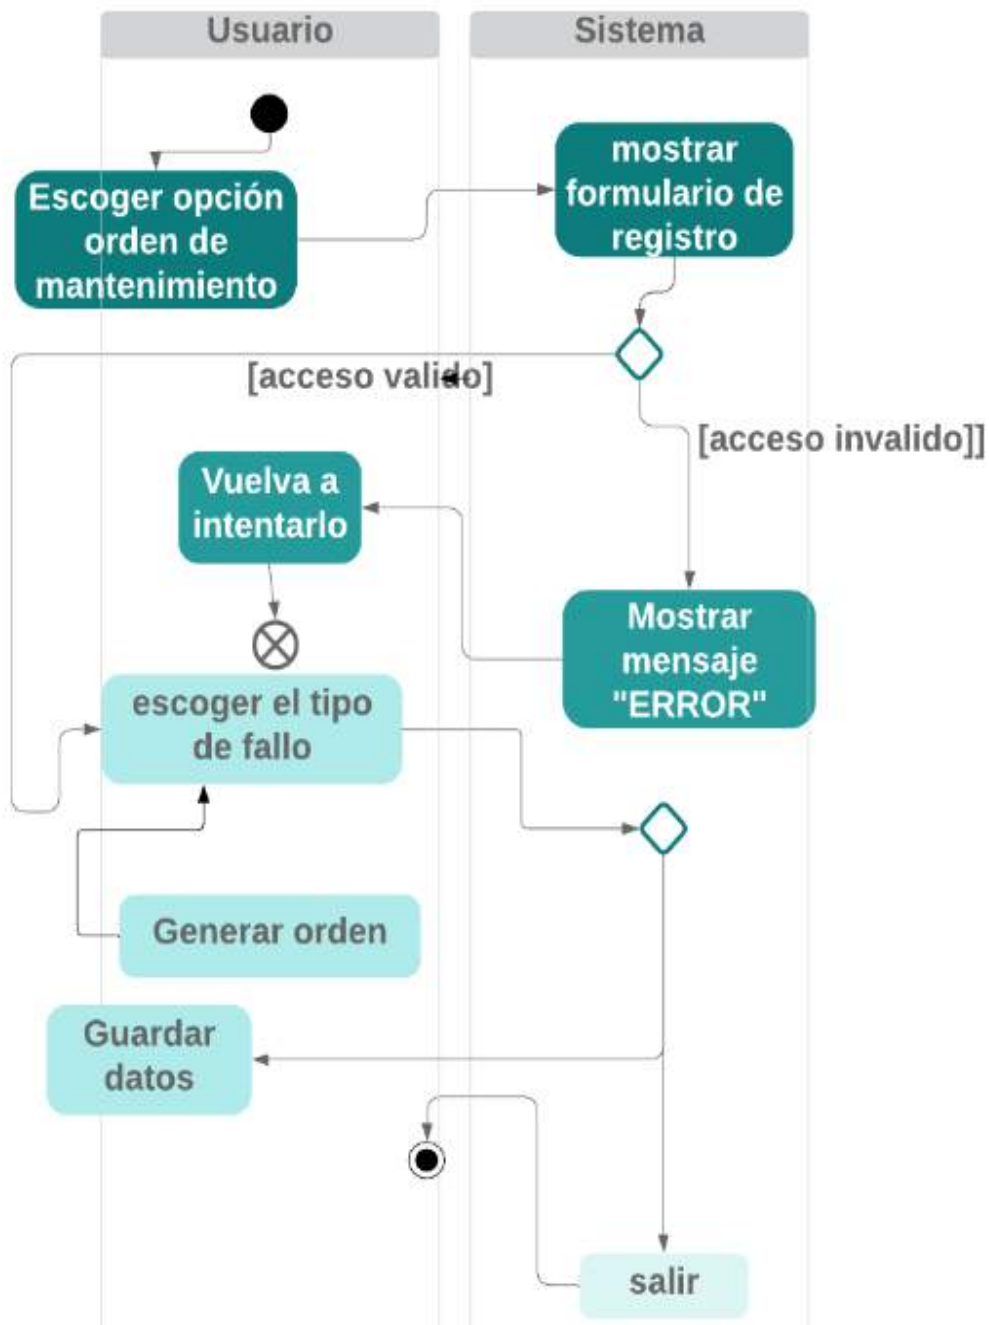 Usuario
Sistema
Escoger opción
orden de
mantenimiento
mostrar
formulario de
registro
[acceso valido]
[acceso invalido]]
Vuelva a
intentarlo
Mostrar
mensaje
"ERROR"
escoger el tipo
de fallo
Generar orden
Guardar
datos
salir